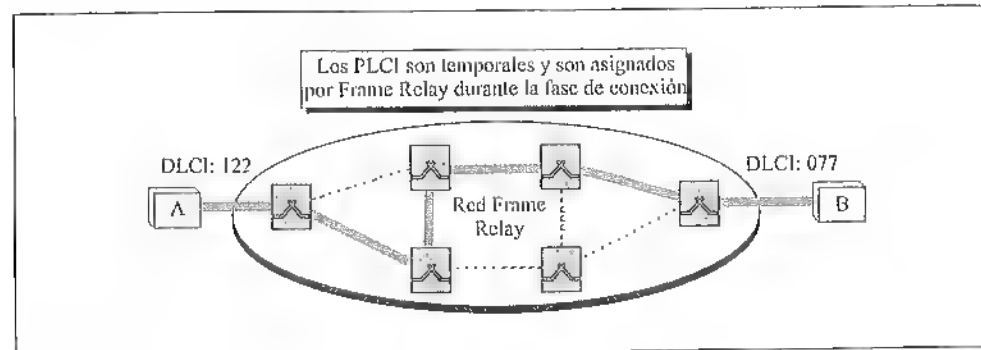 Los PLCI son temporales y son asignados
por Frame Relay durante la fase de conexión
DLCI: 122
DLCI: 077
A
Red Frame
Relay
B